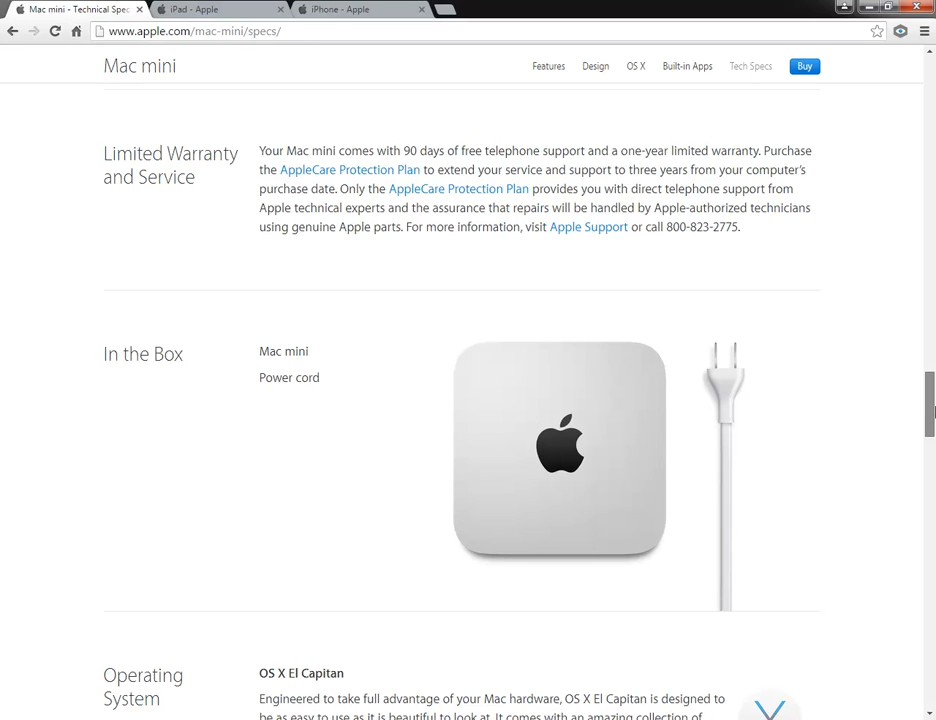 Mac mini - Technical Spec
iPad - Apple
iPhone - Apple
www.apple.com/mac-mini/specs/
Mac mini
Features
Design
OS X
Built-in Apps
Tech Specs
Buy
Limited Warranty
and Service
Your Mac mini comes with 90 days of free telephone support and a one-year limited warranty. Purchase
the AppleCare Protection Plan to extend your service and support to three years from your computer's
purchase date. Only the AppleCare Protection Plan provides you with direct telephone support from
Apple technical experts and the assurance that repairs will be handled by Apple-authorized technicians
using genuine Apple parts. For more information, visit Apple Support or call 800-823-2775.
In the Box
Mac mini
Power cord
Operating
System
OS X El Capitan
Engineered to take full advantage of your Mac hardware, OS X El Capitan is designed to
be as easy to use as it is beautiful to look at. It comes with an amazing collection of